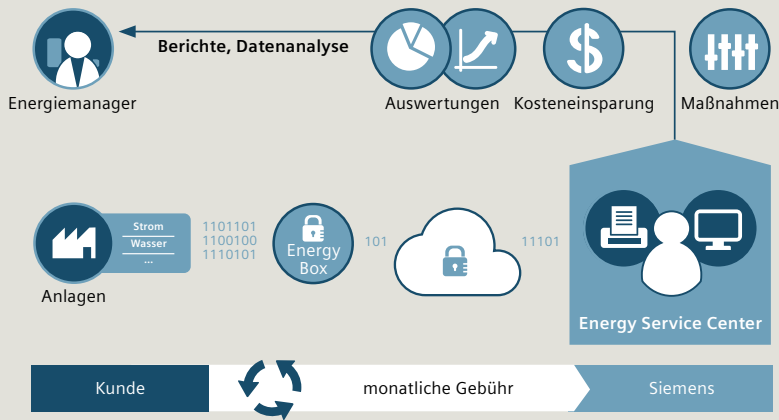 Berichte, Datenanalyse
Energiemanager
Auswertungen
Kosteneinsparung
Maßnahmen
$
Strom
Wasser
...
Anlagen
1101101
1100100
1110101
Energy
Box
101
11101
Energy Service Center
Kunde
monatliche Gebühr
Siemens